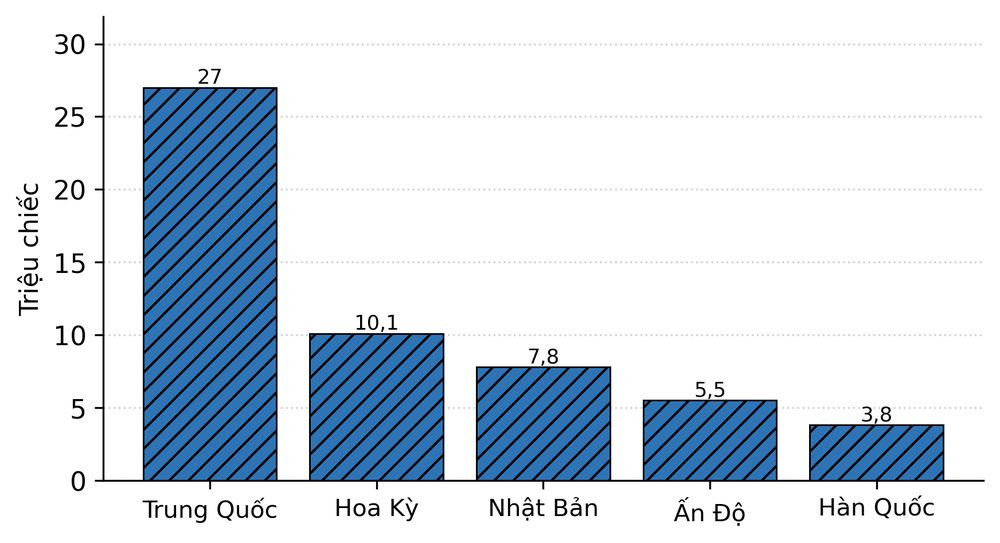 Triệu chiếc
30
25
20
15
10
5
0
27
10,1
7,8
5,5
3,8
Trung Quốc
Hoa Kỳ
Nhật Bản
Ấn Độ
Hàn Quốc